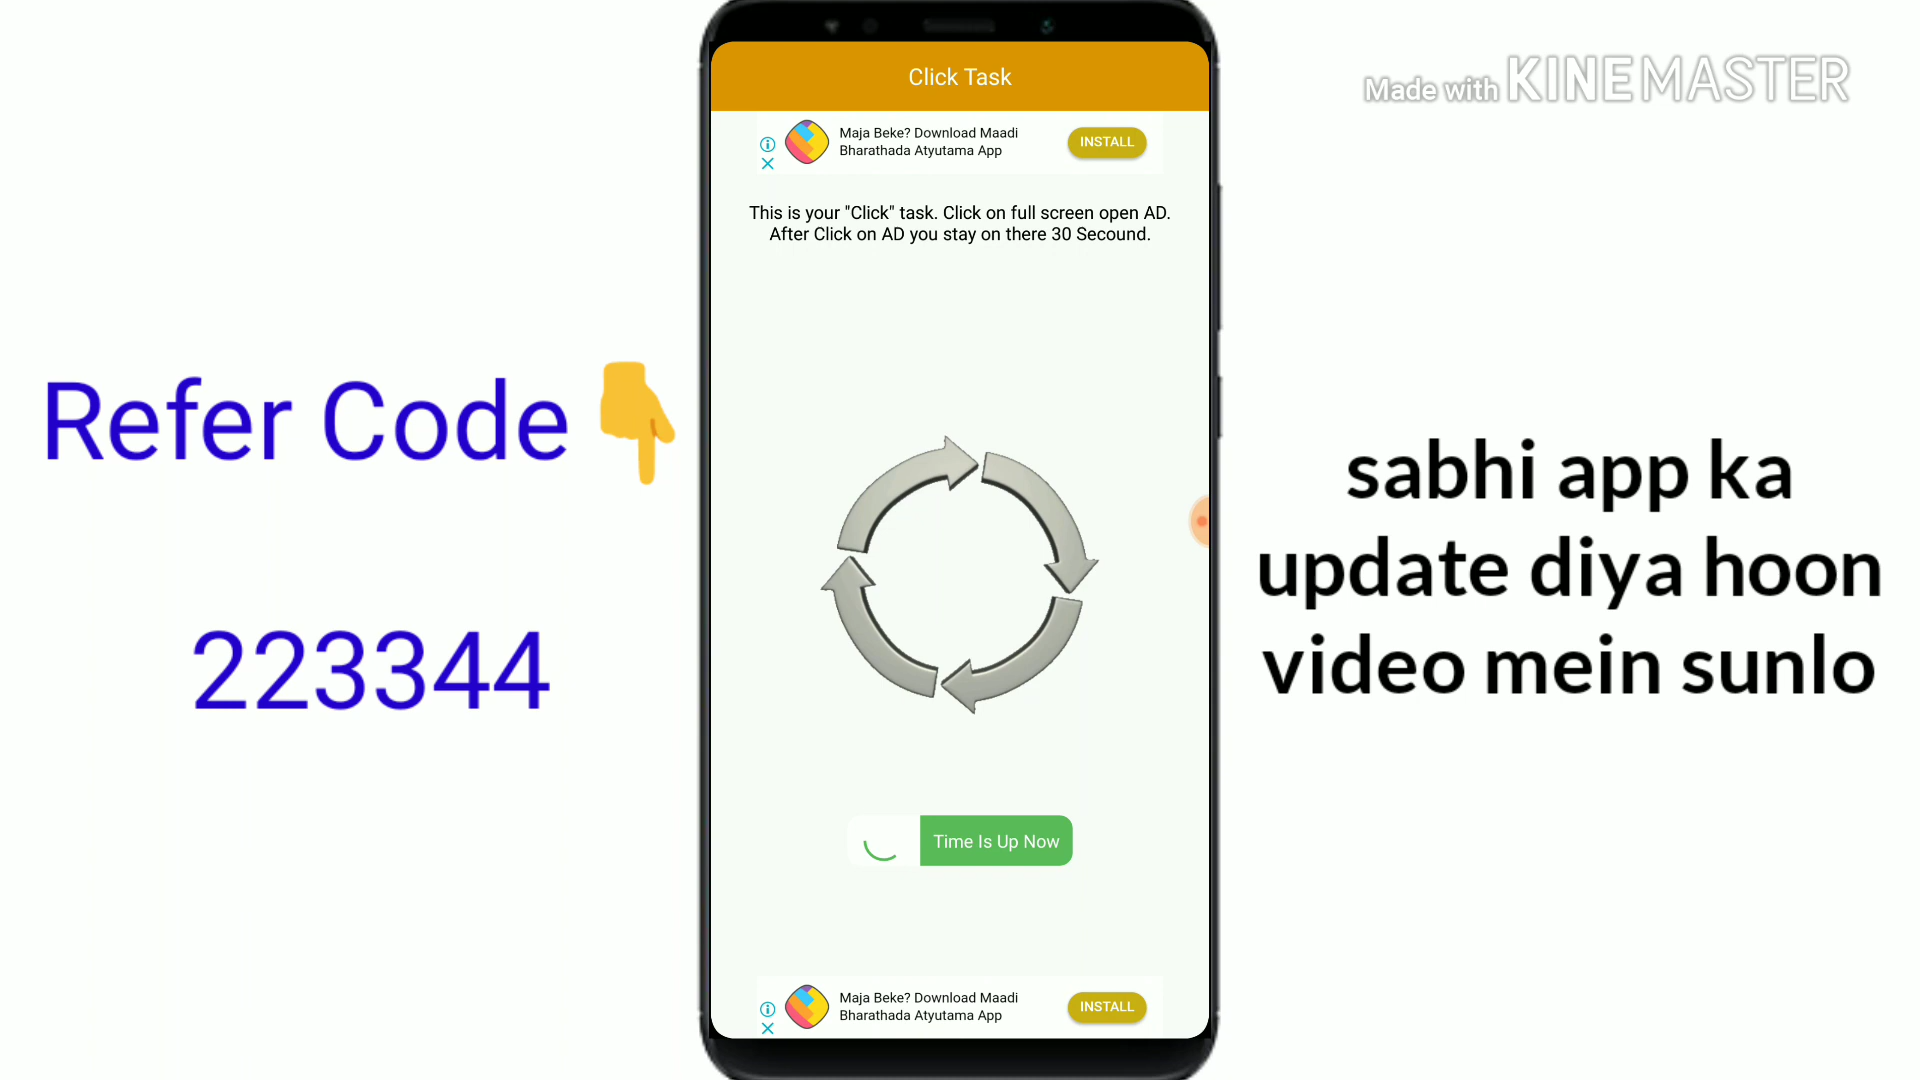 Click Task
Made with KINEMASTER
Maja Beke? Download Maadi
Bharathada Atyutama App
INSTALL
This is your "Click" task. Click on full screen open AD.
After Click on AD you stay on there 30 Secound.
Refer Code👇
223344
sabhi app ka
update diya hoon
video mein sunlo
Time Is Up Now
Maja Beke? Download Maadi
Bharathada Atyutama App
INSTALL